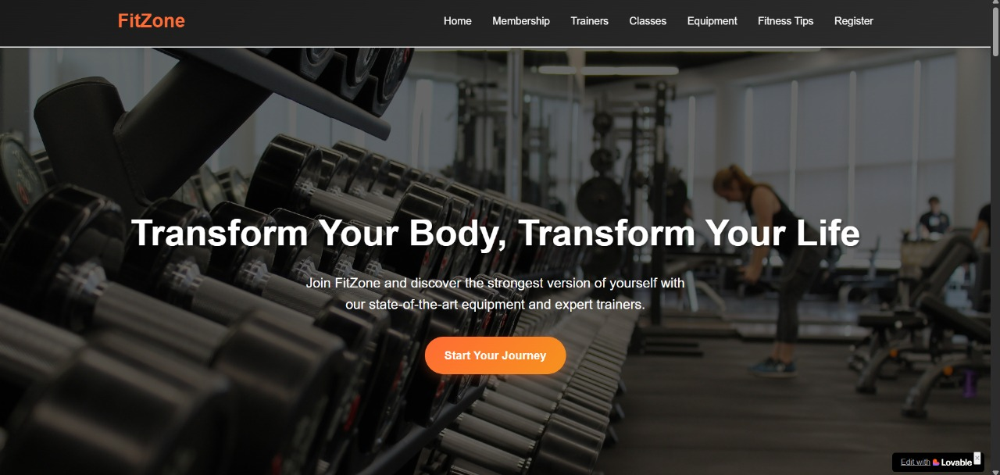 FitZone
Home Membership Trainers Classes Equipment Fitness Tips Register
Transform Your Body, Transform Your Life
Join FitZone and discover the strongest version of yourself with
our state-of-the-art equipment and expert trainers.
Start Your Journey
Edit with Lovable